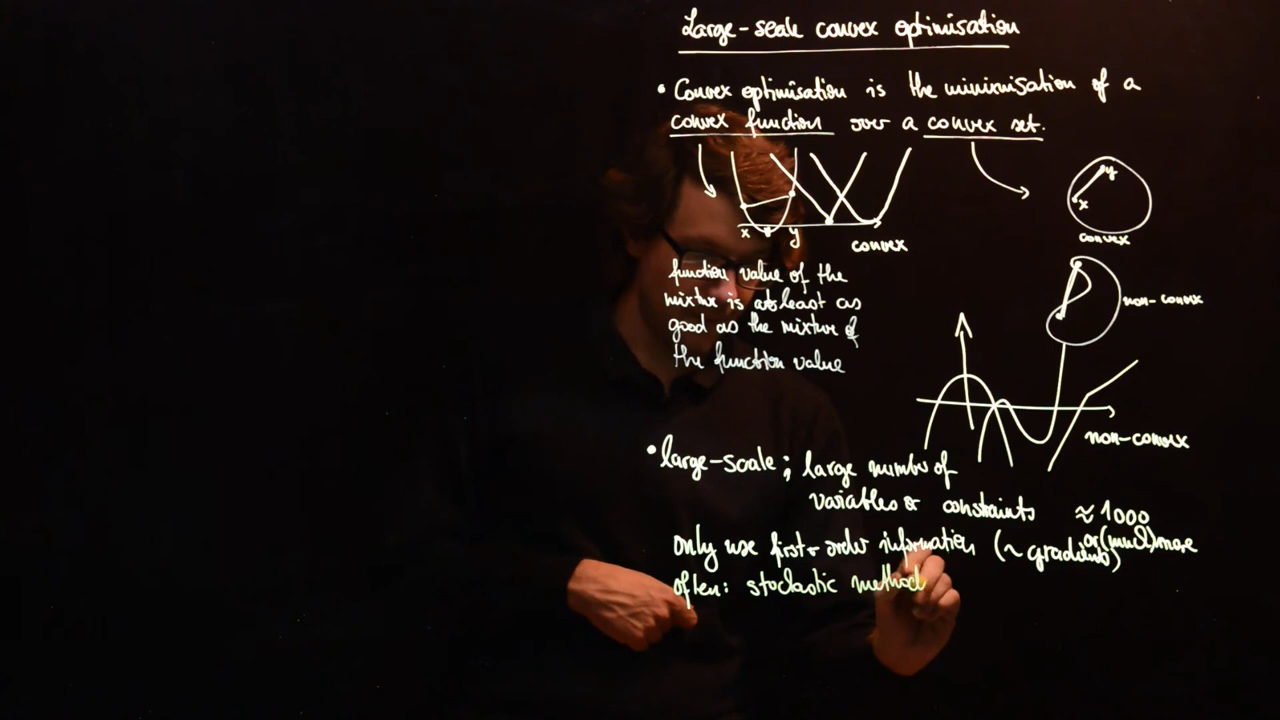 Large-scale convex optimisation
• Convex optimisation is the minimisation of a
convex function over a convex set.
x y
convex
y
x
convex
non-convex
function value of the
mixture is at least as
good as the mixture of
the function value
non-convex
• large-scale; large number of
variables or constraints ≈ 1000
or (much) more
only use first-order information (~ gradients)
often: stochastic method